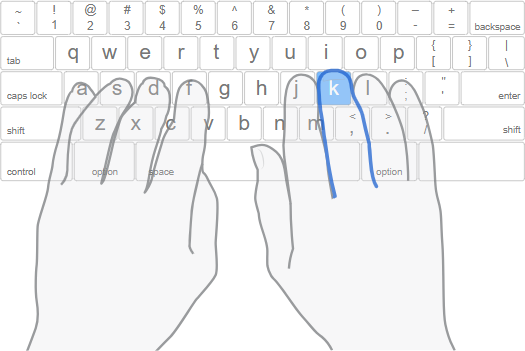 ~ ! @ # $ % ^ & * ( ) – +
` 1 2 3 4 5 6 7 8 9 0 - = backspace
tab q w e r t y u i o p { [ } ] | \
caps lock a s d f g h j k l : ; " ' enter
shift z x c v b n m < , > . ? / shift
control option space option